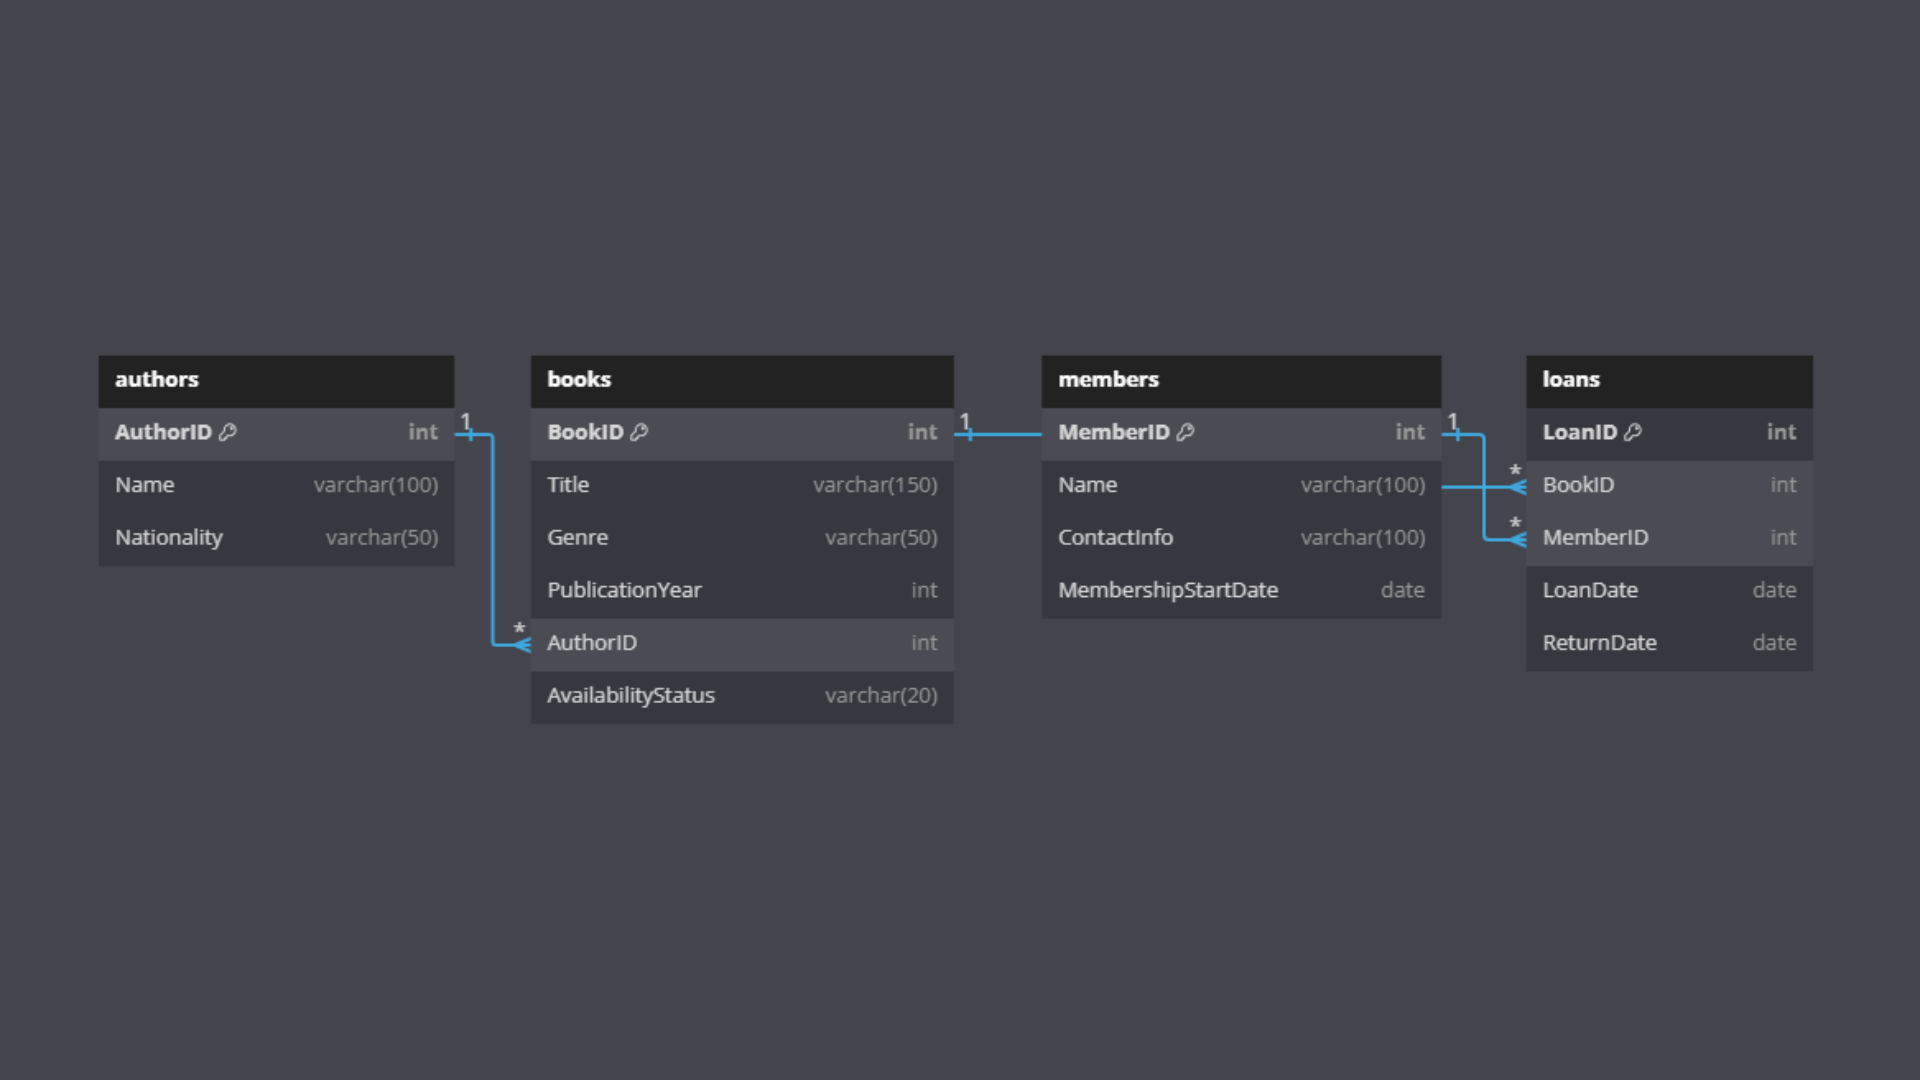 authors
AuthorID int
Name varchar(100)
Nationality varchar(50)
1
*
books
BookID int
Title varchar(150)
Genre varchar(50)
PublicationYear int
AuthorID int
AvailabilityStatus varchar(20)
1
members
MemberID int
Name varchar(100)
ContactInfo varchar(100)
MembershipStartDate date
1
*
*
loans
LoanID int
BookID int
MemberID int
LoanDate date
ReturnDate date